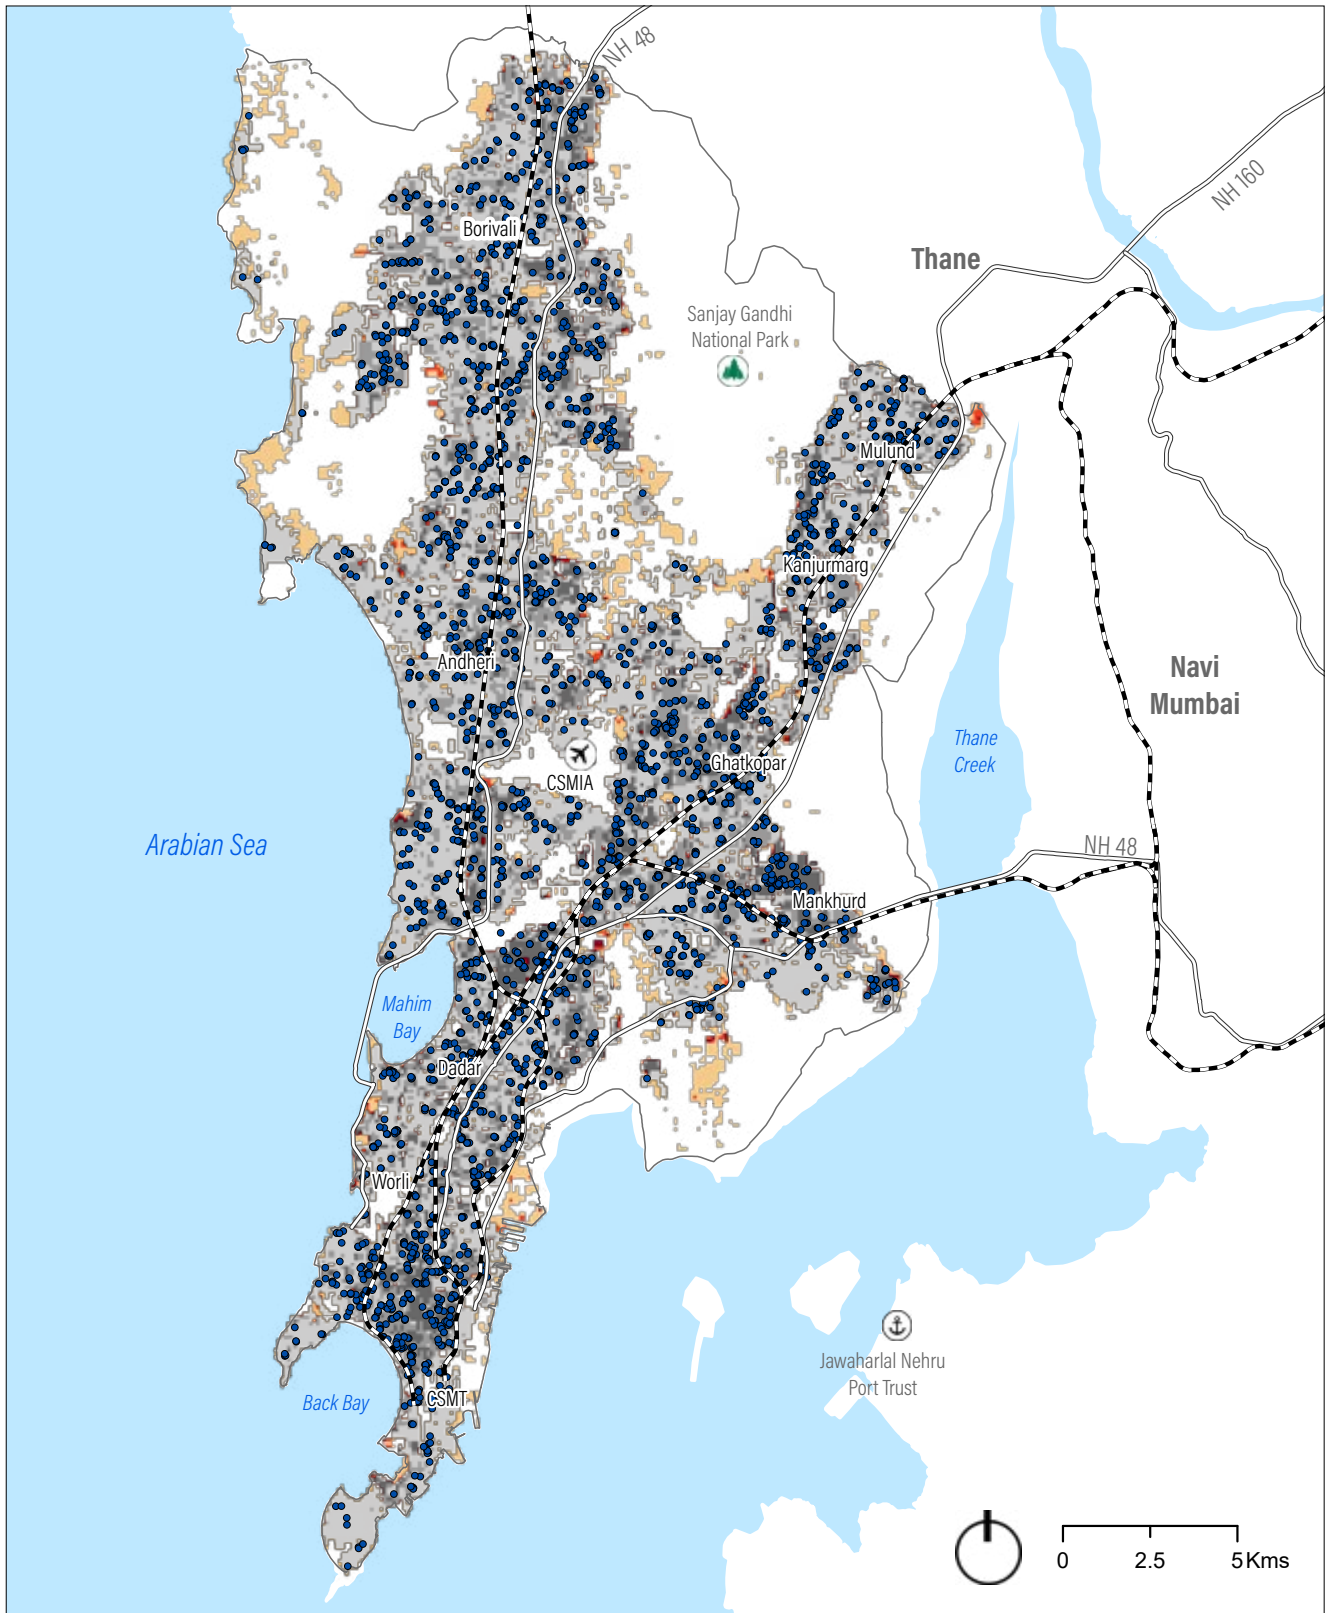 NH 48
NH 160
Borivali
Thane
Sanjay Gandhi
National Park
Mulund
Kanjurmarg
Andheri
Navi
Mumbai
Thane
Creek
Ghatkopar
CSMIA
Arabian Sea
NH 48
Mankhurd
Mahim
Bay
Dadar
Worli
Jawaharlal Nehru
Port Trust
Back Bay
CSMT
0 2.5 5Kms